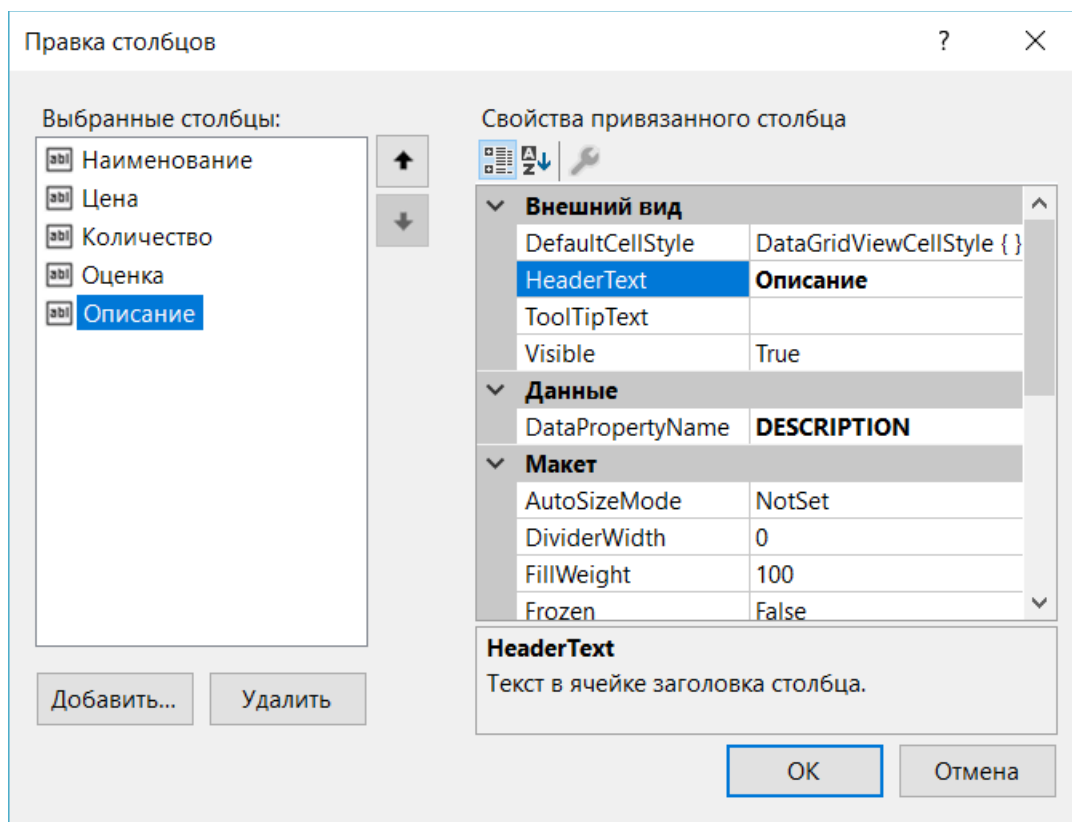 Правка столбцов
?
Выбранные столбцы:
Наименование
Цена
Количество
Оценка
Описание
Добавить...
Удалить
Свойства привязанного столбца
Внешний вид
DefaultCellStyle DataGridViewCellStyle { }
HeaderText Описание
ToolTipText
Visible True
Данные
DataPropertyName DESCRIPTION
Макет
AutoSizeMode NotSet
DividerWidth 0
FillWeight 100
Frozen False
HeaderText
Текст в ячейке заголовка столбца.
ОК
Отмена